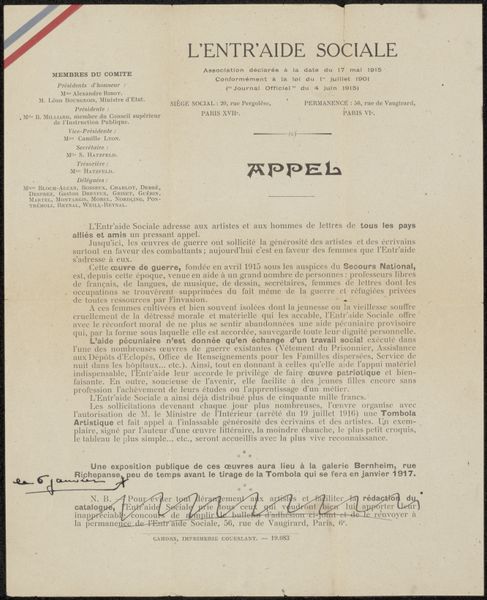 L'ENTR'AIDE SOCIALE
Association déclarée à la date du 17 mai 1915
Conformément à la loi du 1er juillet 1901
("Journal Officiel" du 4 juin 1915)
SIÈGE SOCIAL : 20, rue Pergolèse,
PARIS XVIIe.
PERMANENCE : 56, rue de Vaugirard,
PARIS VIe.
MEMBRES DU COMITE
Présidents d'honneur :
Mme Alexandre RIBOT.
M. Léon BOURGEOIS, Ministre d'Etat.
Présidente :
Mme B. MILLIARD, membre du Conseil supérieur
de l'Instruction Publique.
Vice-Présidente :
Mme Camille LYON.
Secrétaire :
Mme S. HATZFELD.
Trésorière :
Mme HATZFELD.
Déléguées :
Mmes BLOCH-ALCAN, BOISEUX, CHARLOT, DERRÉ,
DESPREZ, Gaston DREYFUS, GRISET, GUÉRIN,
MARTEL, MONTARGIS, MOREL, NORDLING, PON-
TRÉMOLI, REYNAL, WEILL-REYNAL.
APPEL
L'Entr'aide Sociale adresse aux artistes et aux hommes de lettres de tous les pays
alliés et amis un pressant appel.
Jusqu'ici, les œuvres de guerre ont sollicité la générosité des artistes et des écrivains
surtout en faveur des combattants ; aujourd'hui c'est en faveur des femmes que l'Entr'aide
s'adresse à eux.
Cette œuvre de guerre, fondée en avril 1915 sous les auspices du Secours National,
est, depuis cette époque, venue en aide à un grand nombre de personnes : professeurs libres
de français, de langues, de musique, de dessin, secrétaires, femmes de lettres dont les
occupations se trouvèrent supprimées du fait même de la guerre et réfugiées privées
de toutes ressources par l'invasion.
A ces femmes cultivées et bien souvent isolées dont la jeunesse ou la vieillesse souffre
cruellement de la détresse morale et matérielle qui les accable, l'Entr'aide Sociale offre
avec le réconfort moral de ne plus se sentir abandonnées une aide pécuniaire provisoire
qui, par la forme sous laquelle elle est accordée, sauvegarde toute leur dignité personnelle.
L'aide pécuniaire n'est donnée qu'en échange d'un travail social exécuté dans
l'une des nombreuses œuvres de guerre existantes (Vêtement du Prisonnier, Assistance
aux Dépôts d'Eclopés, Office de Renseignements pour les Familles dispersées, Service de
nuit dans les hôpitaux... etc.). Ainsi, tout en donnant à celles qu'elle aide l'appui matériel
indispensable, l'Entr'aide leur accorde le privilège de faire œuvre patriotique et bien-
faisante. En outre, soucieuse de l'avenir, elle facilite à des jeunes filles encore sans
profession l'achèvement de leurs études ou l'apprentissage d'un métier.
L'Entr'aide Sociale a ainsi déjà distribué plus de cinquante mille francs.
Les sollicitations devenant chaque jour plus nombreuses, l'œuvre organise avec
l'autorisation de M. le Ministre de l'Intérieur (arrêté du 19 juillet 1916) une Tombola
Artistique et fait appel à l'inlassable générosité des écrivains et des artistes. Un exem-
plaire, signé par l'auteur d'une œuvre littéraire, la moindre ébauche, le plus petit croquis,
le tableau le plus simple... etc., seront accueillis avec la plus vive reconnaissance.
Une exposition publique de ces œuvres aura lieu à la galerie Bernheim, rue
Richepanse, peu de temps avant le tirage de la Tombola qui se fera en janvier 1917.
le 6 janvier
N. B. Pour éviter tout dérangement aux artistes et faciliter la rédaction du
catalogue, l'Entr'aide Sociale prie tous ceux qui voudront bien lui apporter leur
inappréciable concours de remplir le bulletin d'adhésion ci-joint et de le renvoyer à
la permanence de l'Entr'aide Sociale, 56, rue de Vaugirard, Paris, 6e.
CAHORS, IMPRIMERIE COUESLANT. — 19.083